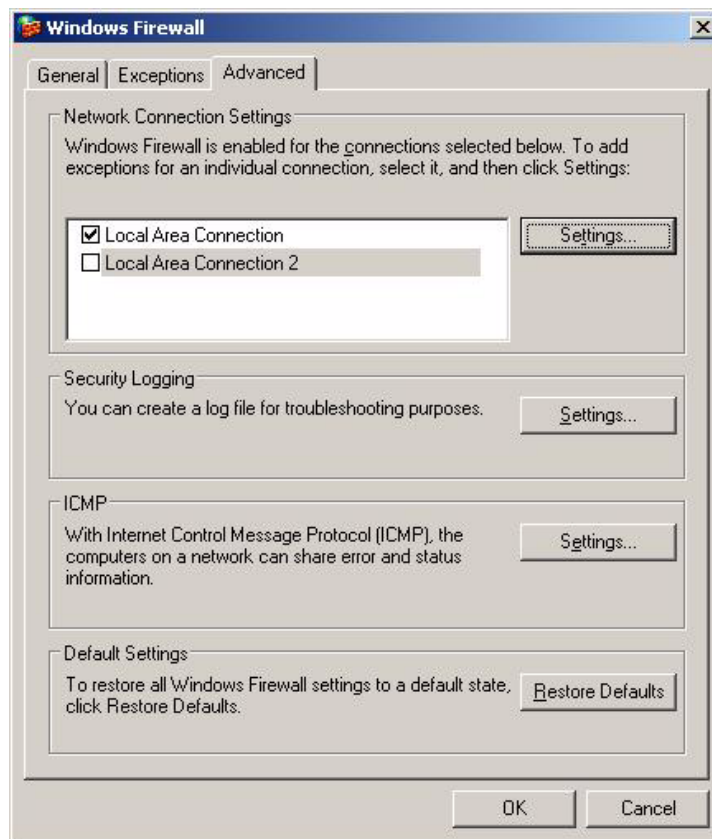 Windows Firewall
General
Exceptions
Advanced
Network Connection Settings
Windows Firewall is enabled for the connections selected below. To add
exceptions for an individual connection, select it, and then click Settings:
Local Area Connection
Settings...
Local Area Connection 2
Security Logging
You can create a log file for troubleshooting purposes.
Settings...
ICMP
With Internet Control Message Protocol (ICMP), the
computers on a network can share error and status
information.
Settings...
Default Settings
To restore all Windows Firewall settings to a default state,
click Restore Defaults.
Restore Defaults
OK
Cancel